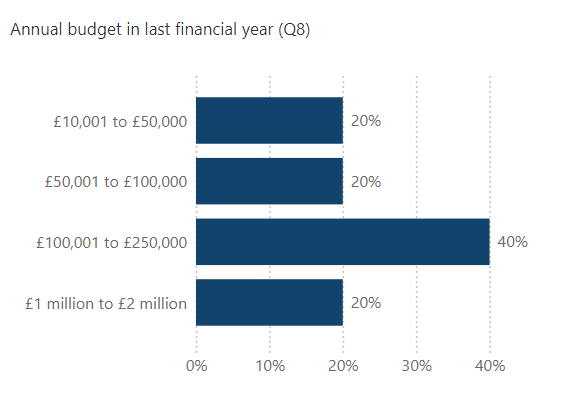 Annual budget in last financial year (Q8)
£10,001 to £50,000 20%
£50,001 to £100,000 20%
£100,001 to £250,000 40%
£1 million to £2 million 20%
0% 10% 20% 30% 40%